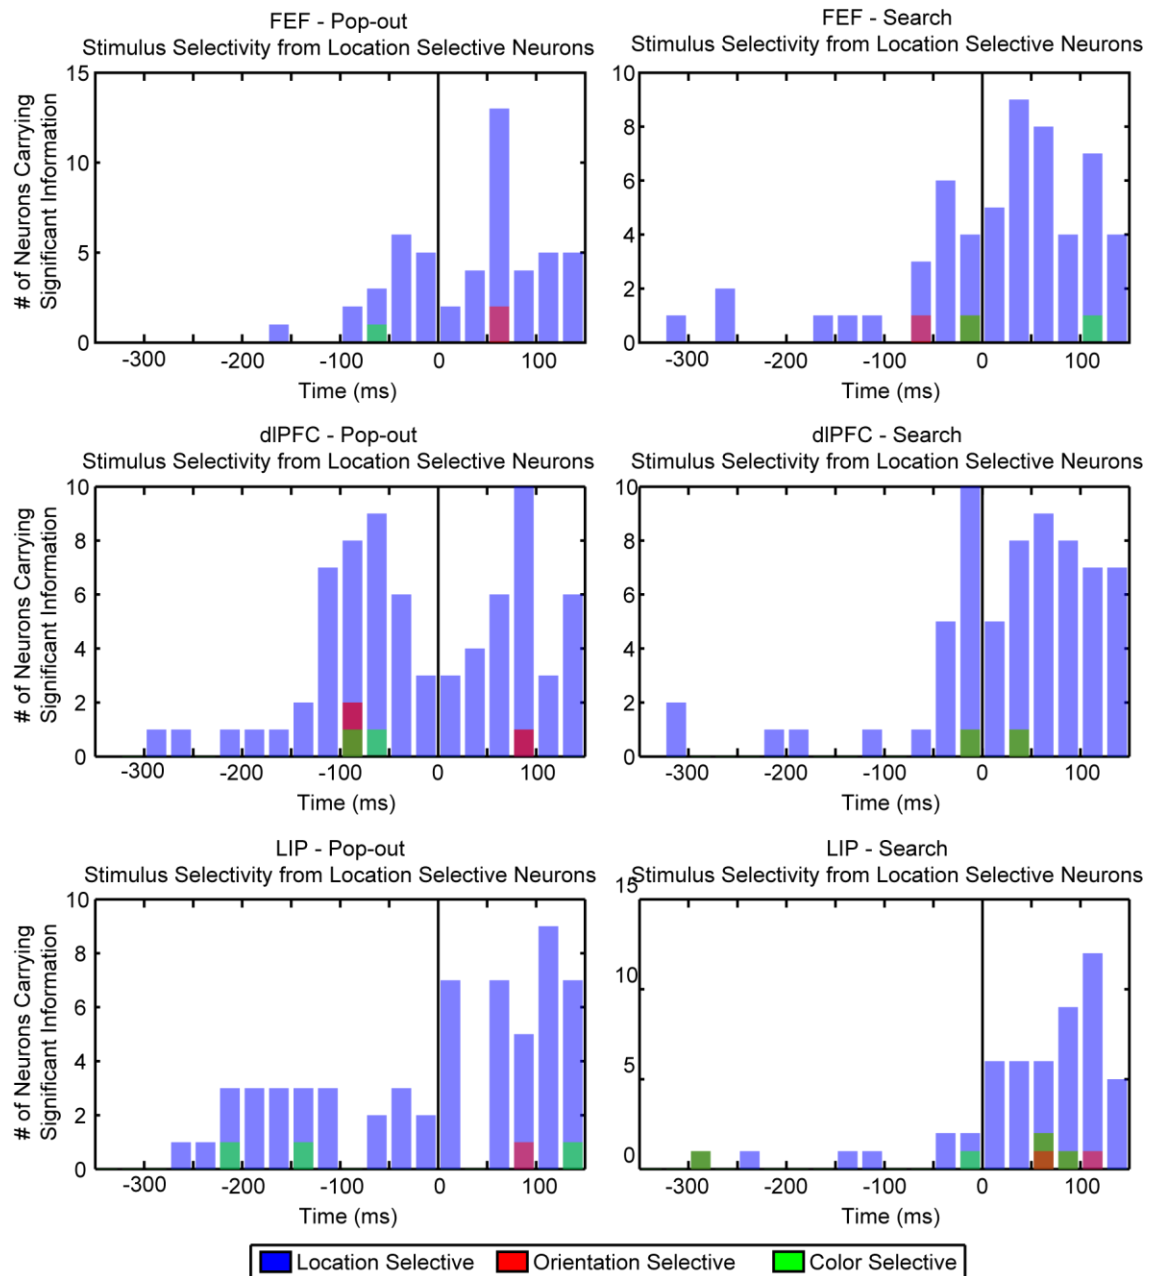 FEF - Pop-out
Stimulus Selectivity from Location Selective Neurons
# of Neurons Carrying
Significant Information
15
10
5
0
-300 -200 -100 0 100
Time (ms)
FEF - Search
Stimulus Selectivity from Location Selective Neurons
10
8
6
4
2
0
-300 -200 -100 0 100
Time (ms)
dlPFC - Pop-out
Stimulus Selectivity from Location Selective Neurons
# of Neurons Carrying
Significant Information
10
8
6
4
2
0
-300 -200 -100 0 100
Time (ms)
dlPFC - Search
Stimulus Selectivity from Location Selective Neurons
10
8
6
4
2
0
-300 -200 -100 0 100
Time (ms)
LIP - Pop-out
Stimulus Selectivity from Location Selective Neurons
# of Neurons Carrying
Significant Information
10
8
6
4
2
0
-300 -200 -100 0 100
Time (ms)
LIP - Search
Stimulus Selectivity from Location Selective Neurons
15
10
5
0
-300 -200 -100 0 100
Time (ms)
Location Selective Orientation Selective Color Selective